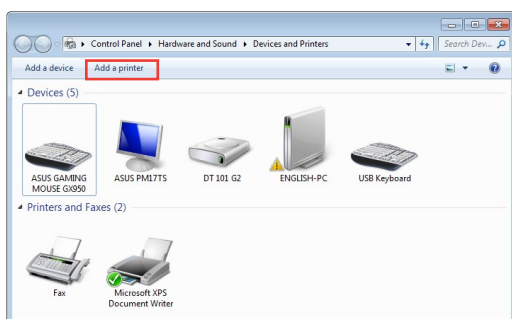 Control Panel ▸ Hardware and Sound ▸ Devices and Printers
Search Dev...
Add a device Add a printer
Devices (5)
ASUS GAMING MOUSE GX950
ASUS PM17TS
DT 101 G2
ENGLISH-PC
USB Keyboard
Printers and Faxes (2)
Fax
Microsoft XPS Document Writer